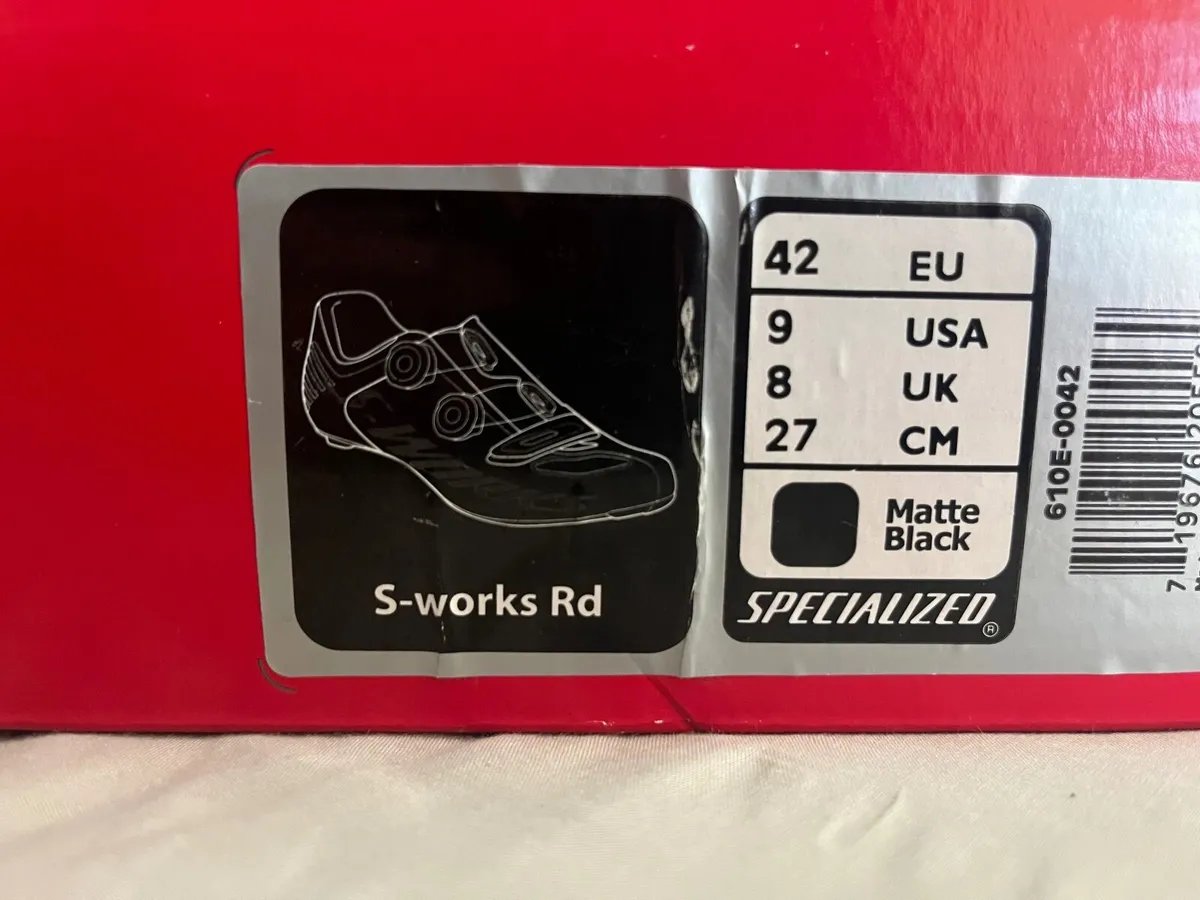 S-works Rd
42 EU
9 USA
8 UK
27 CM
Matte
Black
SPECIALIZED®
610E-0042